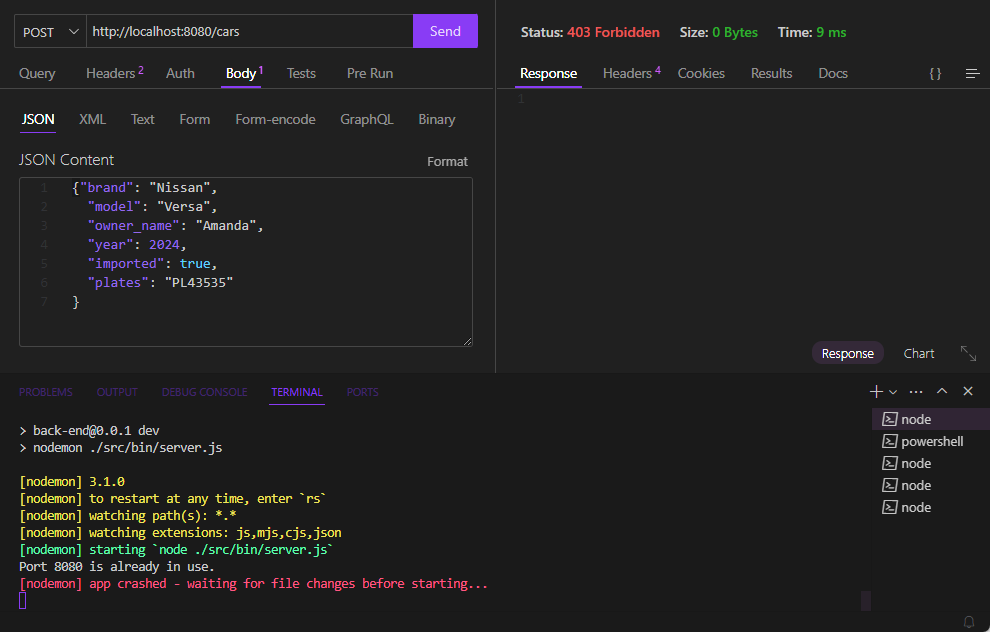 POST http://localhost:8080/cars Send
Status: 403 Forbidden Size: 0 Bytes Time: 9 ms
Query Headers 2 Auth Body 1 Tests Pre Run
Response Headers 4 Cookies Results Docs {}
JSON XML Text Form Form-encode GraphQL Binary
1
JSON Content Format
1 {"brand": "Nissan",
2 "model": "Versa",
3 "owner_name": "Amanda",
4 "year": 2024,
5 "imported": true,
6 "plates": "PL43535"
7 }
Response Chart
PROBLEMS OUTPUT DEBUG CONSOLE TERMINAL PORTS
> back-end@0.0.1 dev
> nodemon ./src/bin/server.js
[nodemon] 3.1.0
[nodemon] to restart at any time, enter `rs`
[nodemon] watching path(s): *.*
[nodemon] watching extensions: js,mjs,cjs,json
[nodemon] starting `node ./src/bin/server.js`
Port 8080 is already in use.
[nodemon] app crashed - waiting for file changes before starting...
node
powershell
node
node
node